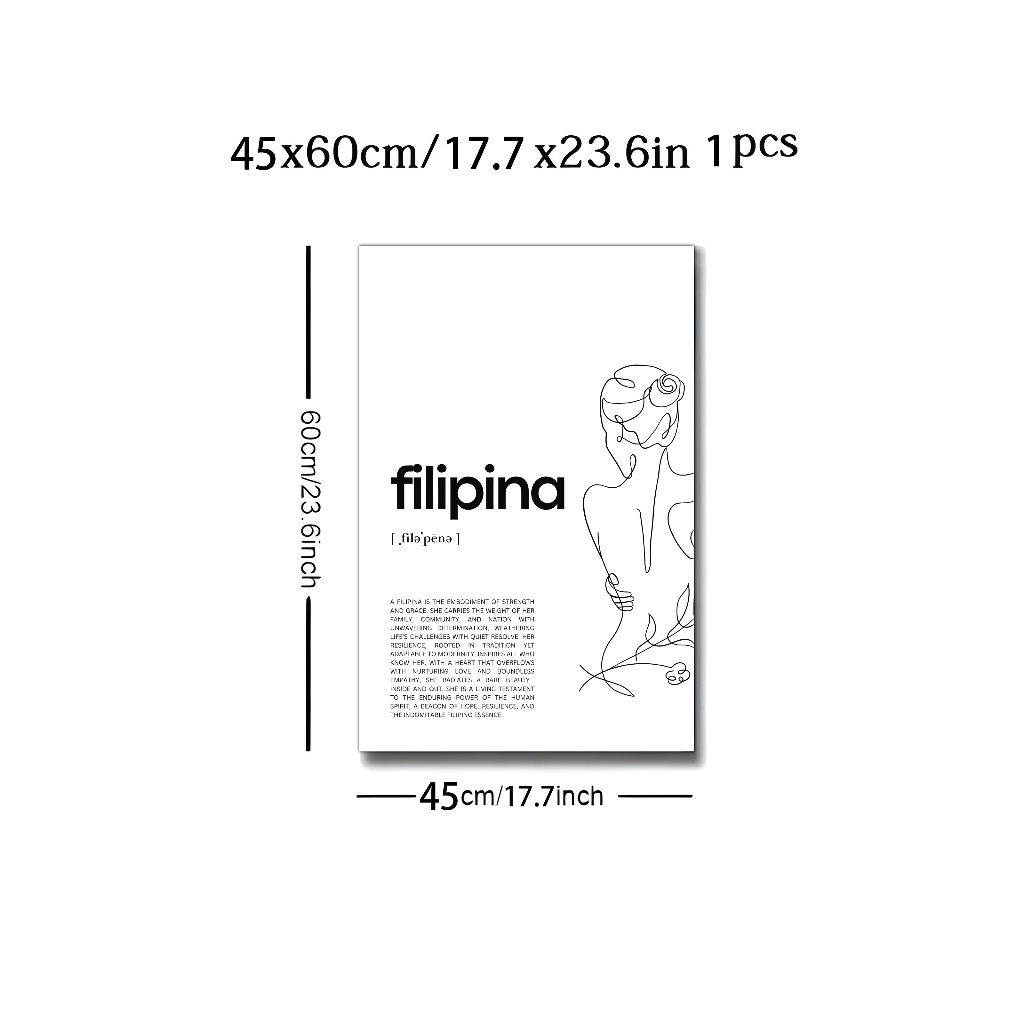 45x60cm/17.7 x23.6in 1pcs
60cm/23.6inch
filipina
[ ˌfiləˈpēnə ]
A FILIPINA IS THE EMBODIMENT OF STRENGTH
AND GRACE. SHE CARRIES THE WEIGHT OF HER
FAMILY, COMMUNITY, AND NATION WITH
UNWAVERING DETERMINATION, WEATHERING
LIFE'S CHALLENGES WITH QUIET RESOLVE. HER
RESILIENCE, ROOTED IN TRADITION YET
ADAPTABLE TO MODERNITY, INSPIRES ALL WHO
KNOW HER. WITH A HEART THAT OVERFLOWS
WITH NURTURING LOVE AND BOUNDLESS
EMPATHY, SHE RADIATES A RARE BEAUTY
INSIDE AND OUT. SHE IS A LIVING TESTAMENT
TO THE ENDURING POWER OF THE HUMAN
SPIRIT, A BEACON OF HOPE, RESILIENCE, AND
THE INDOMITABLE FILIPINO ESSENCE.
45cm/17.7inch